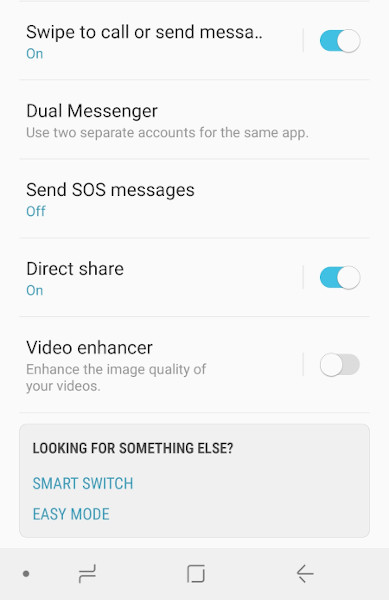 Swipe to call or send messa..
On
Dual Messenger
Use two separate accounts for the same app.
Send SOS messages
Off
Direct share
On
Video enhancer
Enhance the image quality of
your videos.
LOOKING FOR SOMETHING ELSE?
SMART SWITCH
EASY MODE